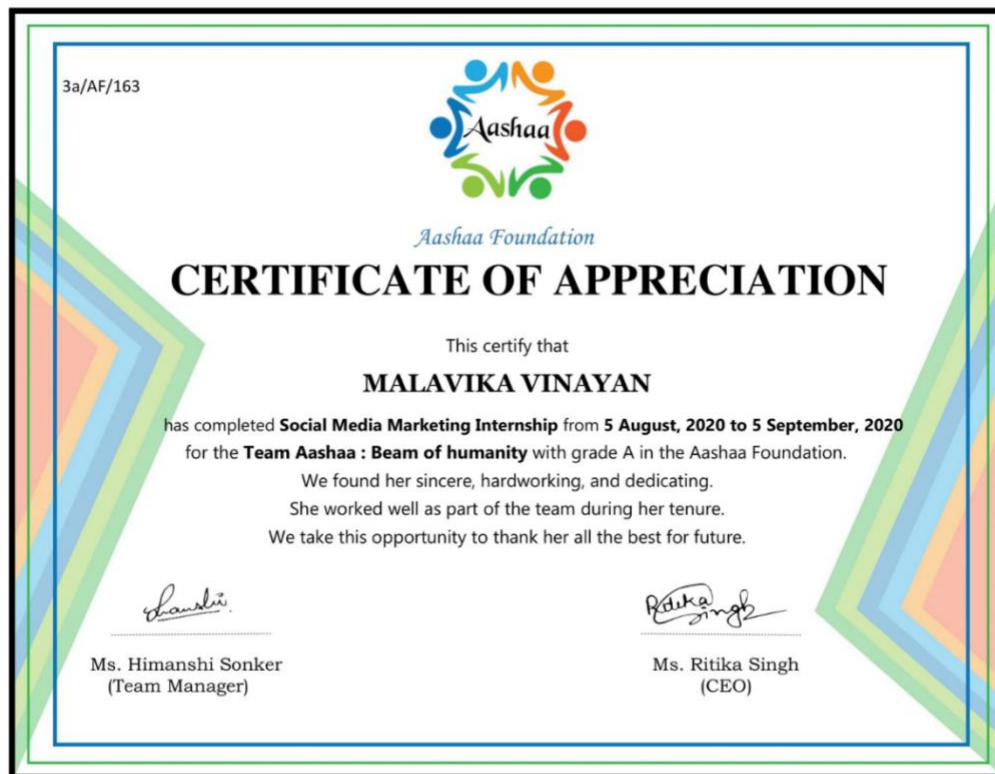 3a/AF/163
Aashaa
Aashaa Foundation
CERTIFICATE OF APPRECIATION
This certify that
MALAVIKA VINAYAN
has completed Social Media Marketing Internship from 5 August, 2020 to 5 September, 2020
for the Team Aashaa : Beam of humanity with grade A in the Aashaa Foundation.
We found her sincere, hardworking, and dedicating.
She worked well as part of the team during her tenure.
We take this opportunity to thank her all the best for future.
Ritika Singh
Ms. Himanshi Sonker
(Team Manager)
Ms. Ritika Singh
(CEO)